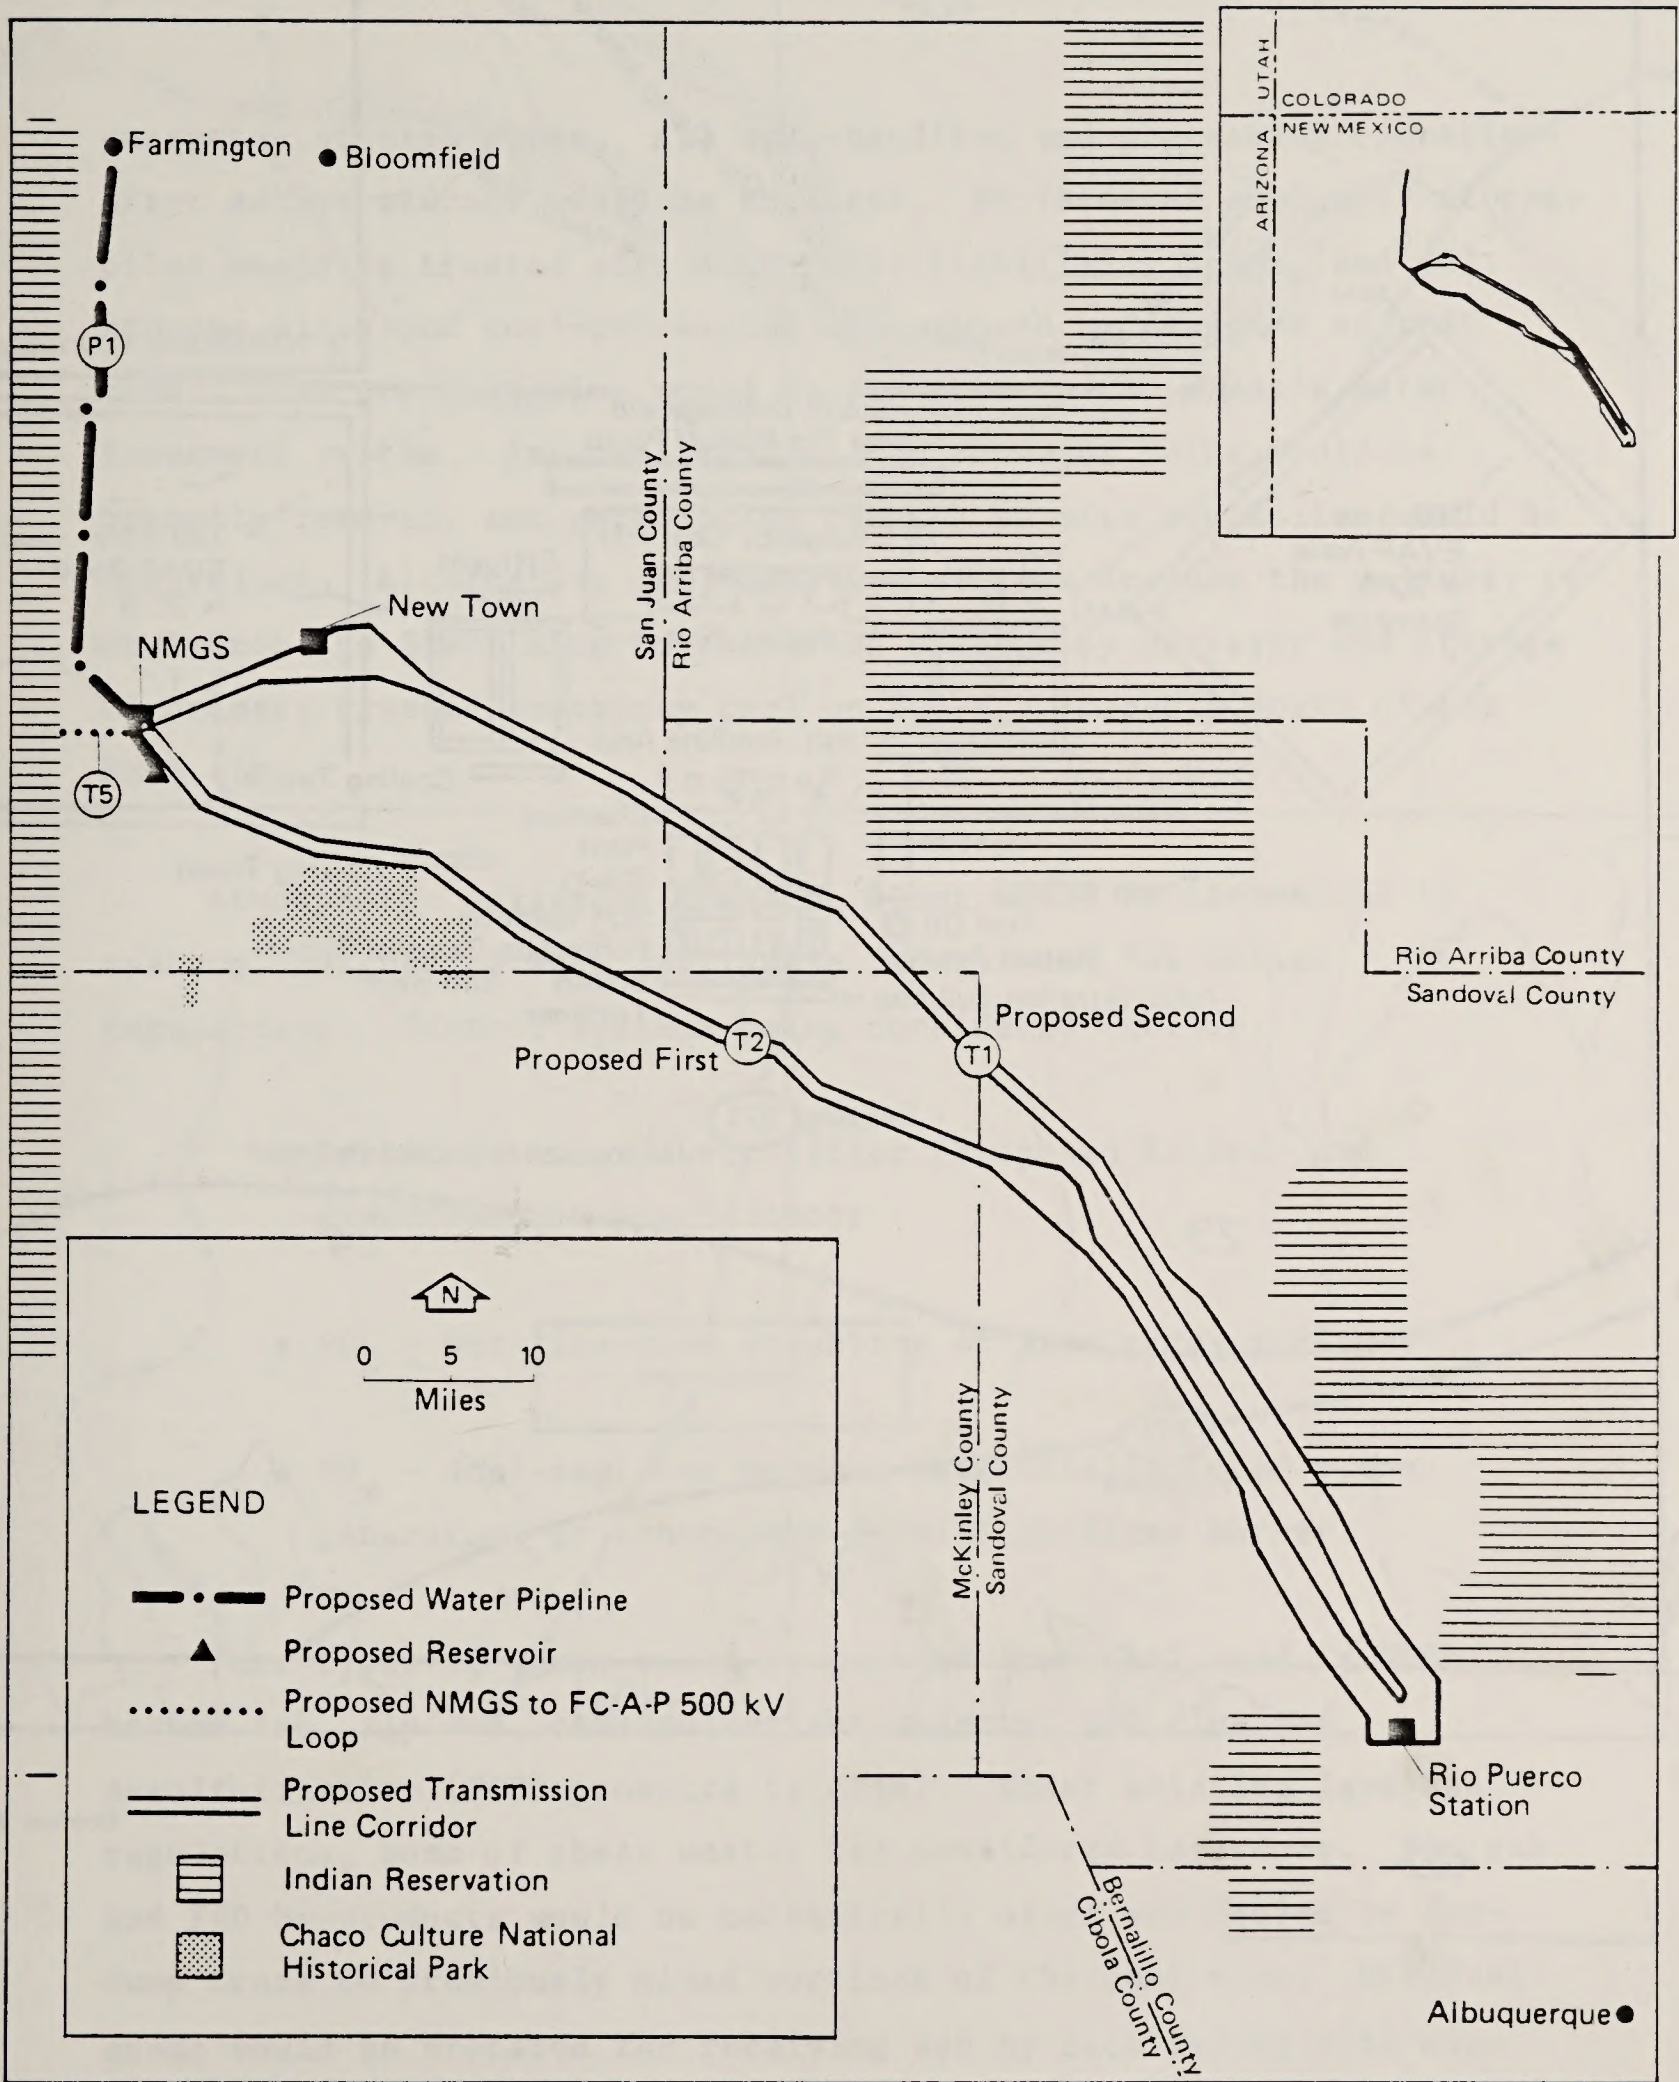 UTAH
COLORADO
ARIZONA
NEW MEXICO
Farmington
Bloomfield
P1
San Juan County
Rio Arriba County
New Town
NMGS
T5
Rio Arriba County
Sandoval County
Proposed Second
T1
Proposed First
T2
N
0 5 10
Miles
McKinley County
Sandoval County
LEGEND
Proposed Water Pipeline
Proposed Reservoir
Proposed NMGS to FC-A-P 500 kV
Loop
Proposed Transmission
Line Corridor
Indian Reservation
Chaco Culture National
Historical Park
Rio Puerco
Station
Bernalillo County
Cibola County
Albuquerque